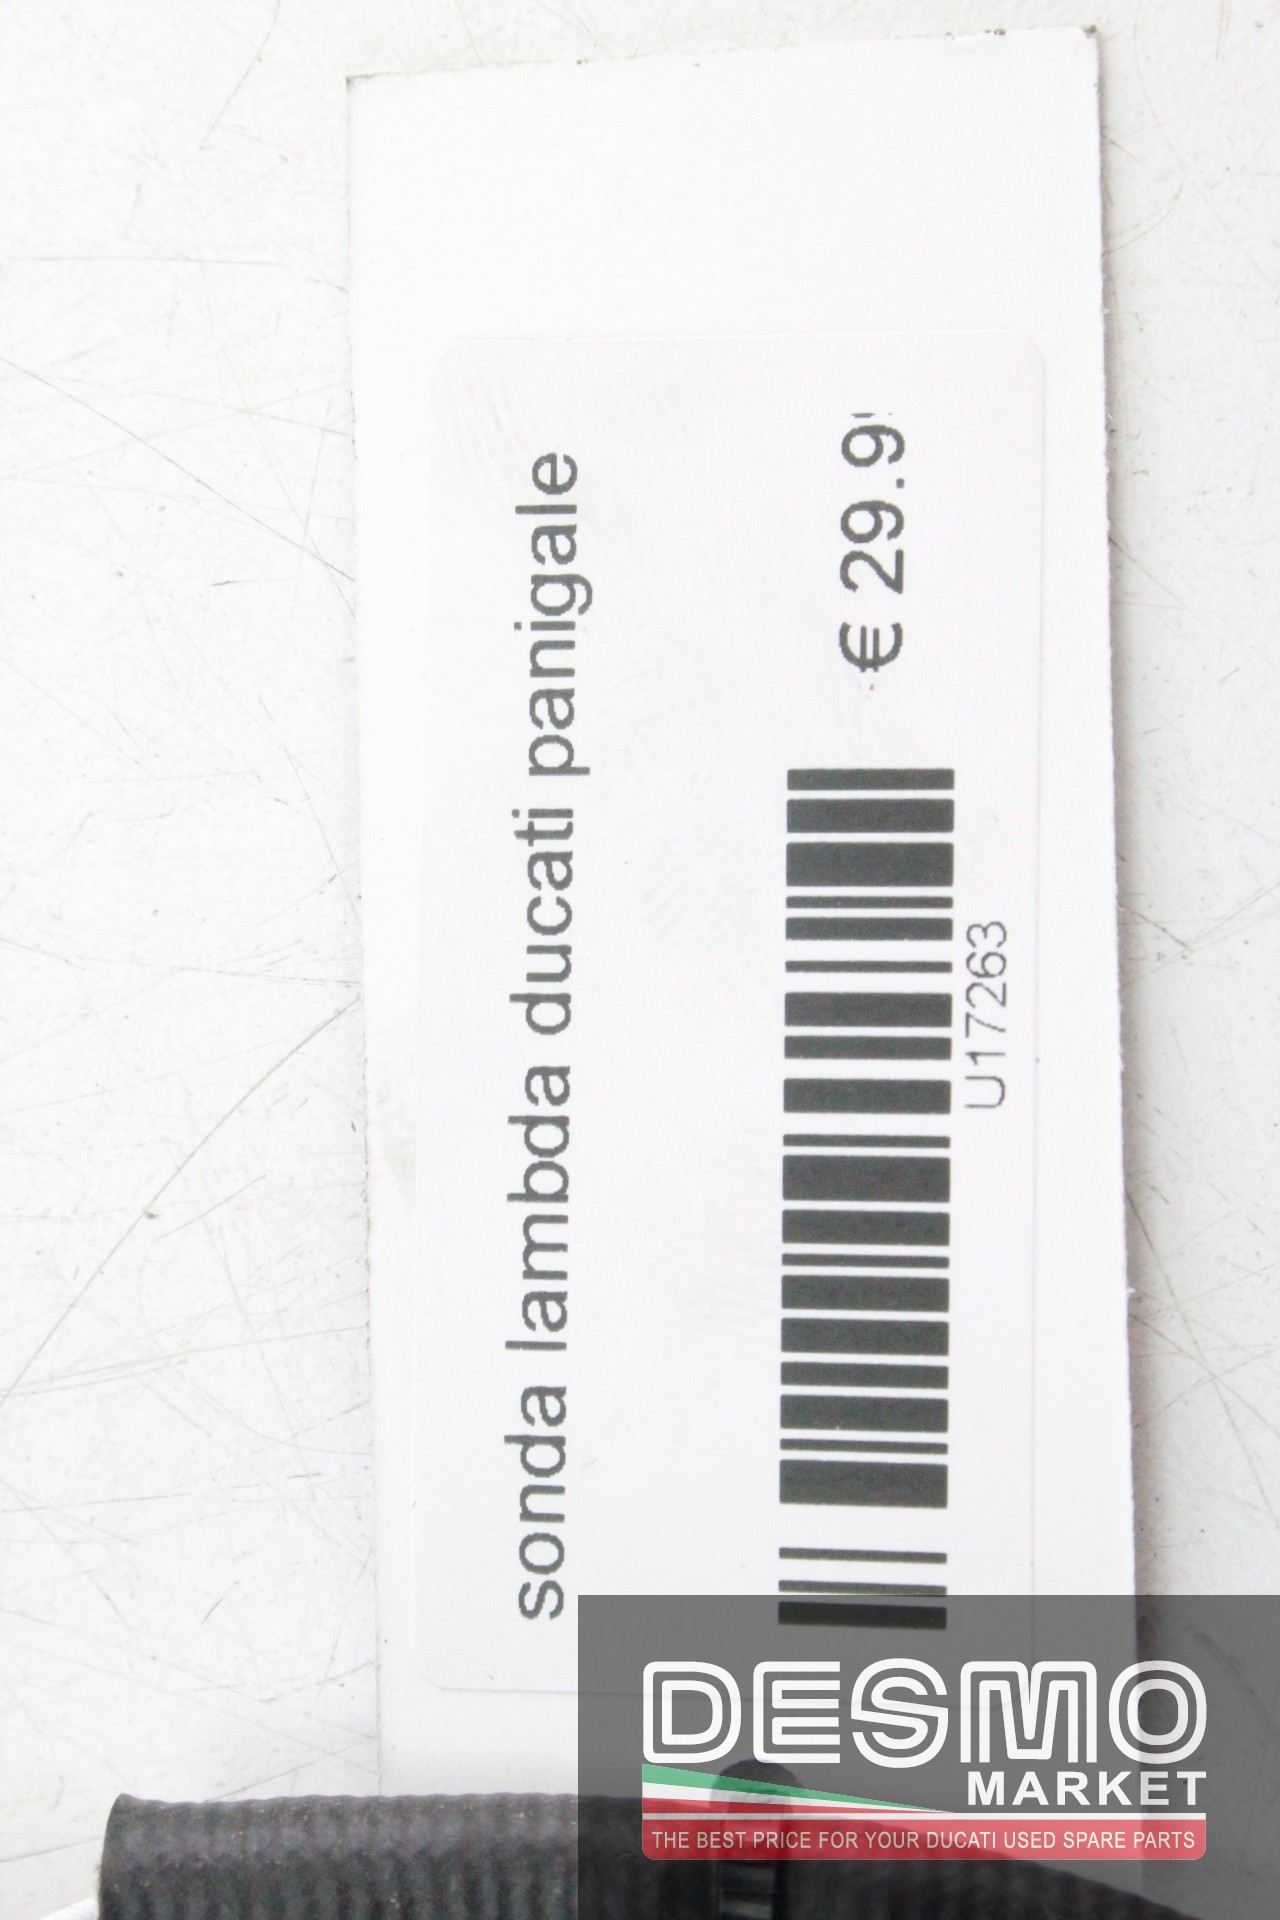 sonda lambda ducati panigale
€ 29.9
U17263
DESMO
MARKET
THE BEST PRICE FOR YOUR DUCATI USED SPARE PARTS